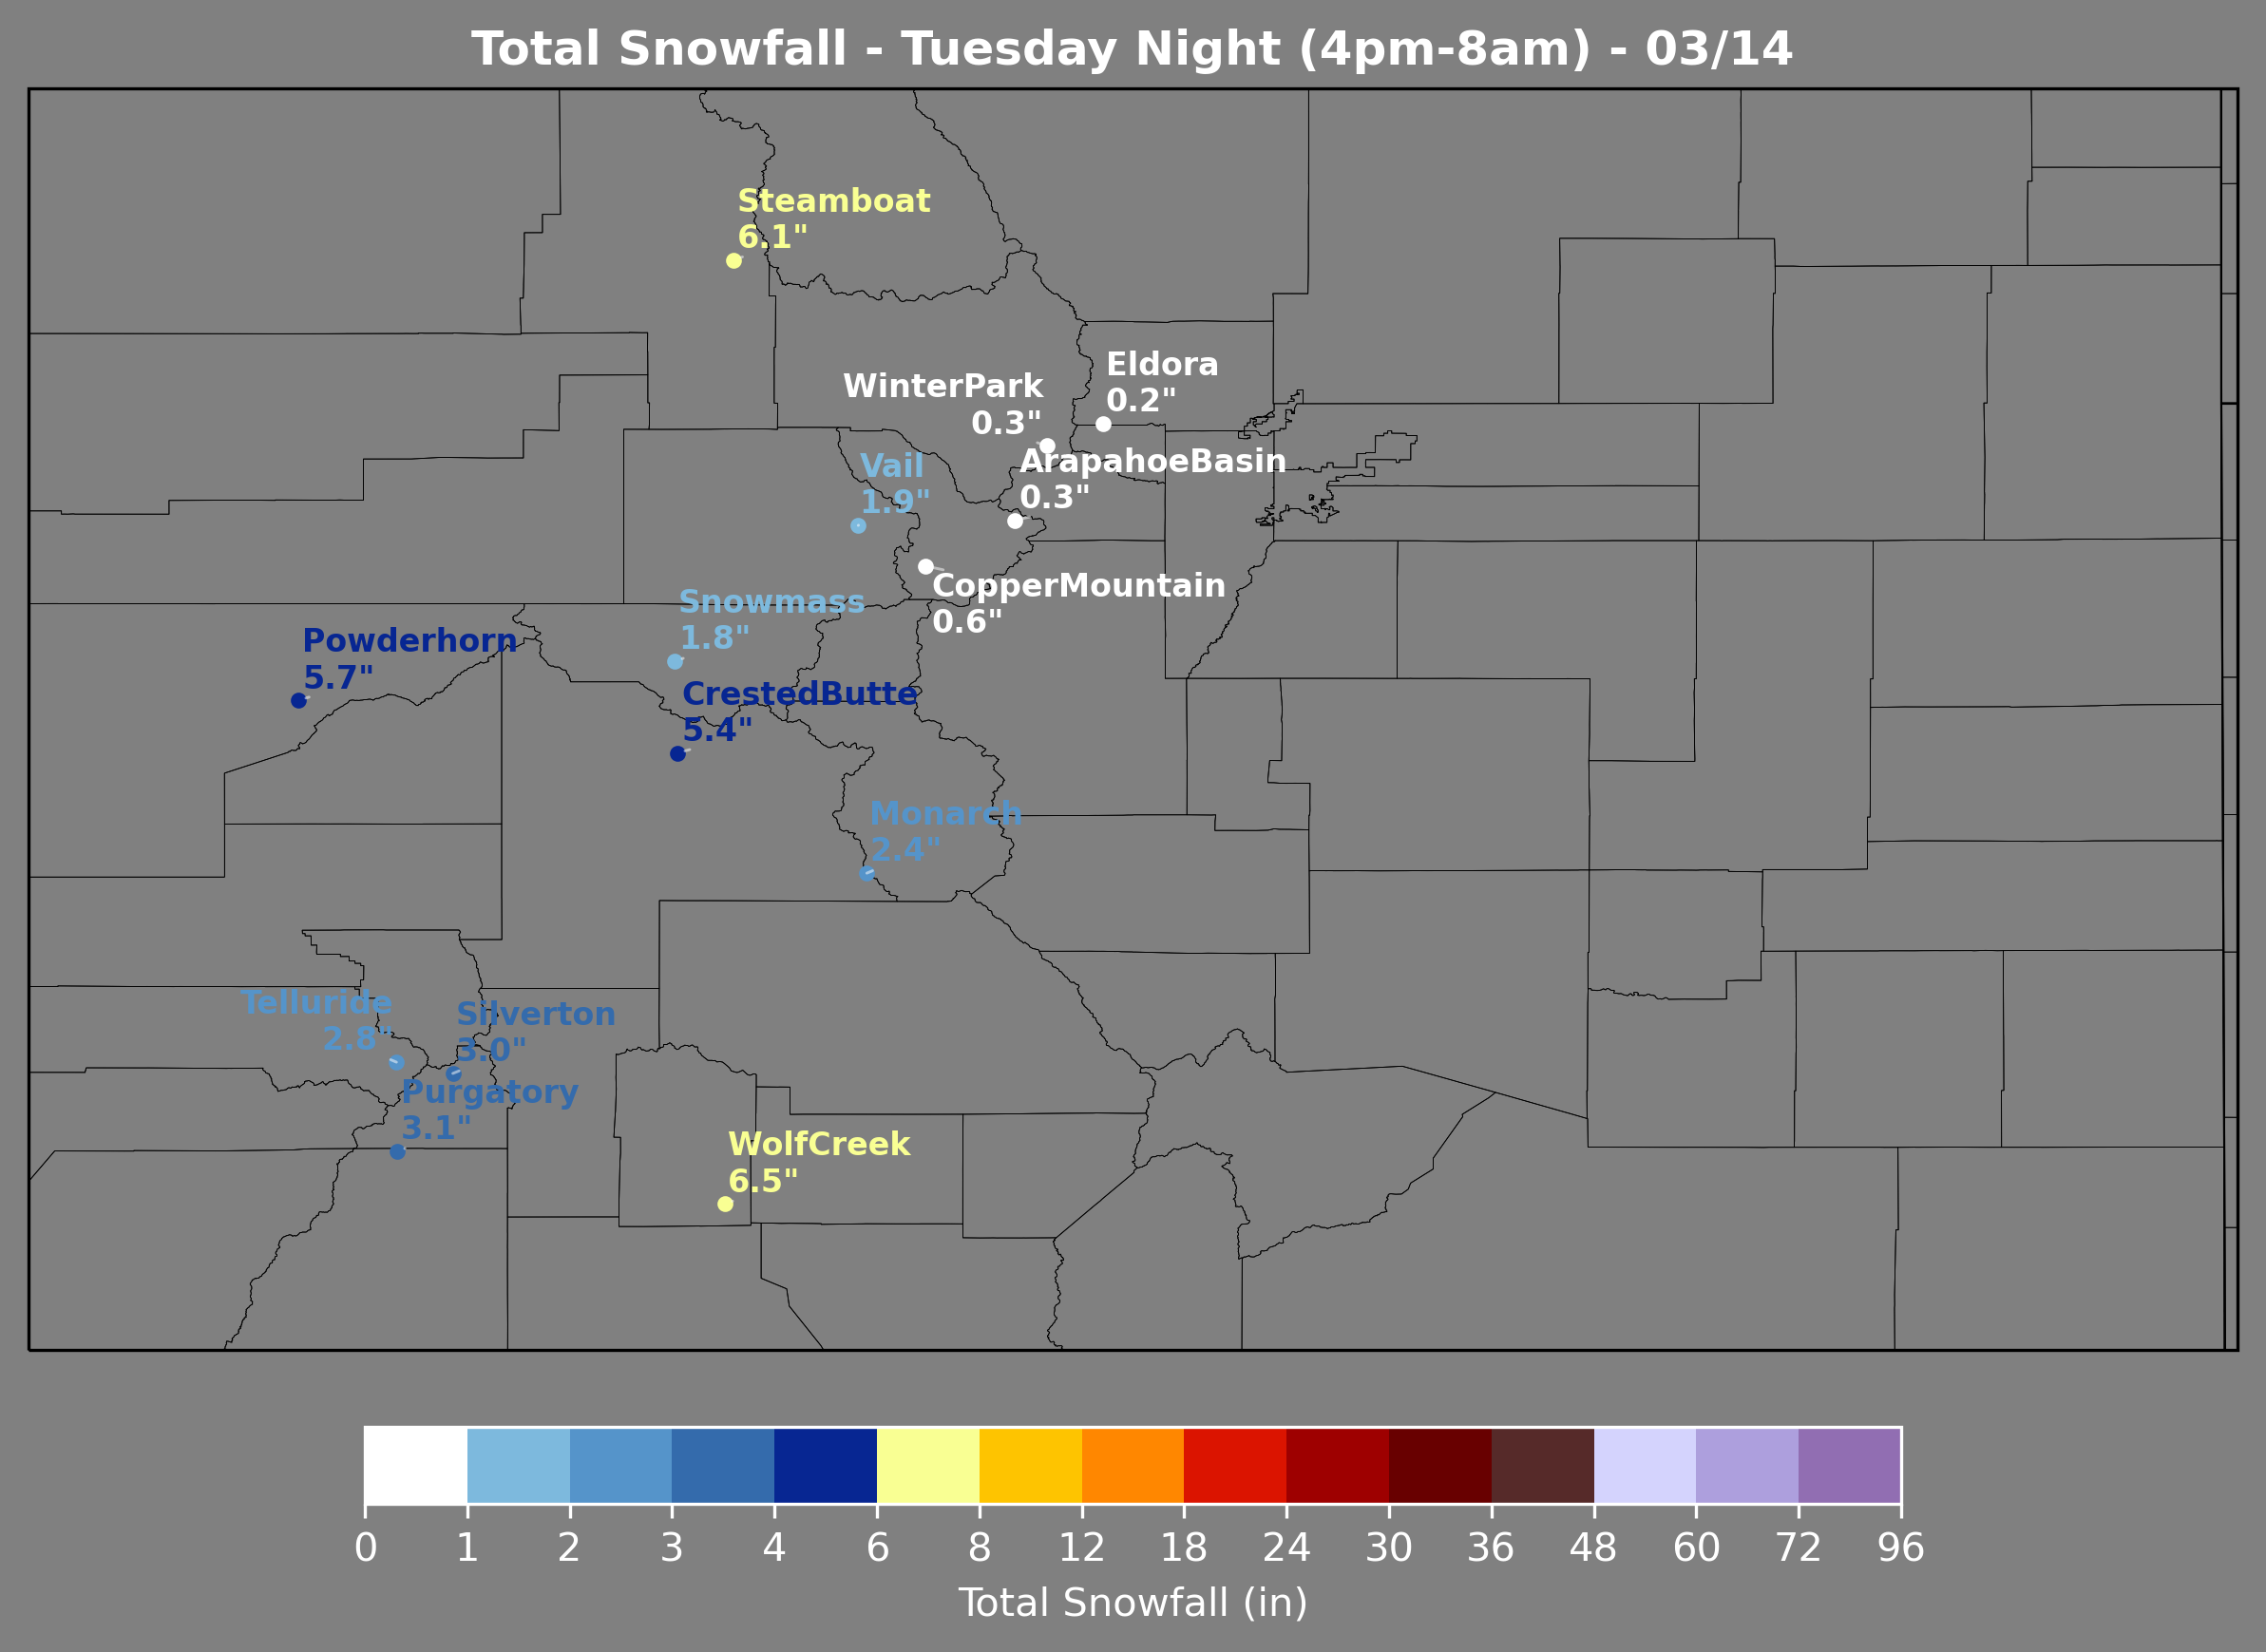 Total Snowfall - Tuesday Night (4pm-8am) - 03/14
Steamboat
6.1"
Eldora
0.2"
WinterPark
0.3"
ArapahoeBasin
0.3"
Vail
1.9"
CopperMountain
0.6"
Snowmass
1.8"
Powderhorn
5.7"
CrestedButte
5.4"
Monarch
2.4"
Telluride
2.8"
Silverton
3.0"
Purgatory
3.1"
WolfCreek
6.5"
0 1 2 3 4 6 8 12 18 24 30 36 48 60 72 96
Total Snowfall (in)